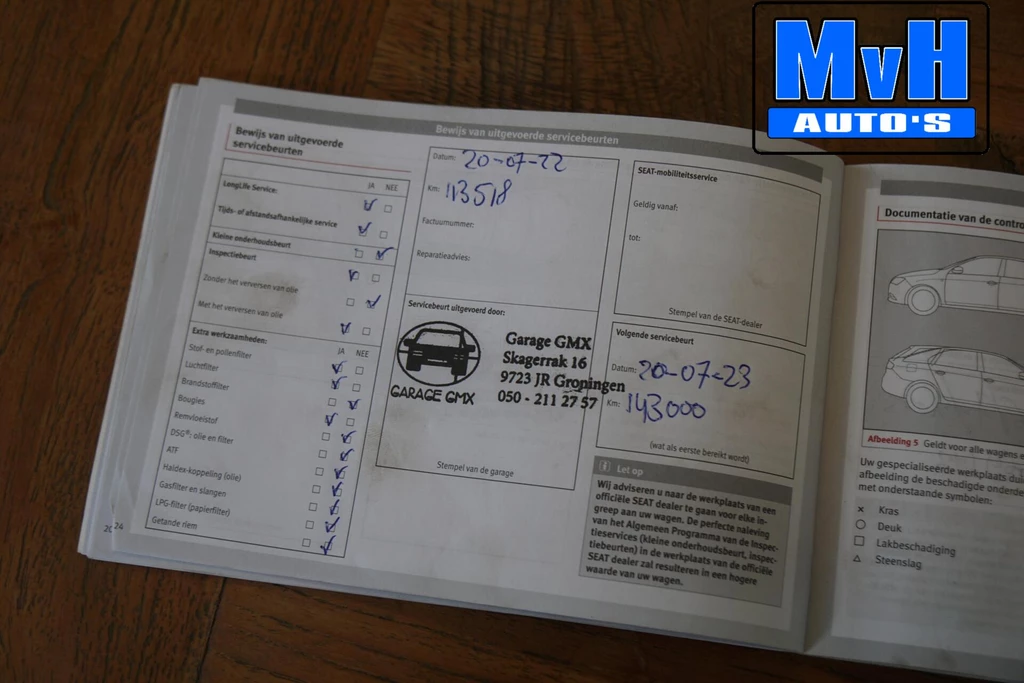 MvH
AUTO'S
Bewijs van uitgevoerde servicebeurten
Bewijs van uitgevoerde
servicebeurten
JA NEE
LongLife Service:
Tijds- of afstandsafhankelijke service
Kleine onderhoudsbeurt
Inspectiebeurt
Zonder het verversen van olie
Met het verversen van olie
Extra werkzaamheden:
JA NEE
Stof- en pollenfilter
Luchtfilter
Brandstoffilter
Bougies
Remvloeistof
DSG®: olie en filter
ATF
Haldex-koppeling (olie)
Gasfilter en slangen
LPG-filter (papierfilter)
Getande riem
24
Datum: 20-07-22
Km: 113518
Factuurnummer:
Reparatieadvies:
Servicebeurt uitgevoerd door:
GARAGE GMX
Garage GMX
Skagerrak 16
9723 JR Groningen
050 - 211 27 57
Stempel van de garage
SEAT-mobiliteitsservice
Geldig vanaf:
tot:
Stempel van de SEAT-dealer
Volgende servicebeurt
Datum: 20-07-23
Km: 143000
(wat als eerste bereikt wordt)
i Let op
Wij adviseren u naar de werkplaats van een
officiële SEAT dealer te gaan voor elke in-
greep aan uw wagen. De perfecte naleving
van het Algemeen Programma van de Inspec-
tieservices (kleine onderhoudsbeurt, inspec-
tiebeurten) in de werkplaats van de officiële
SEAT dealer zal resulteren in een hogere
waarde van uw wagen.
Documentatie van de contro
Afbeelding 5 Geldt voor alle wagens
Uw gespecialiseerde werkplaats
afbeelding de beschadigde
met onderstaande symbolen:
Kras
Deuk
Lakbeschadiging
Steenslag